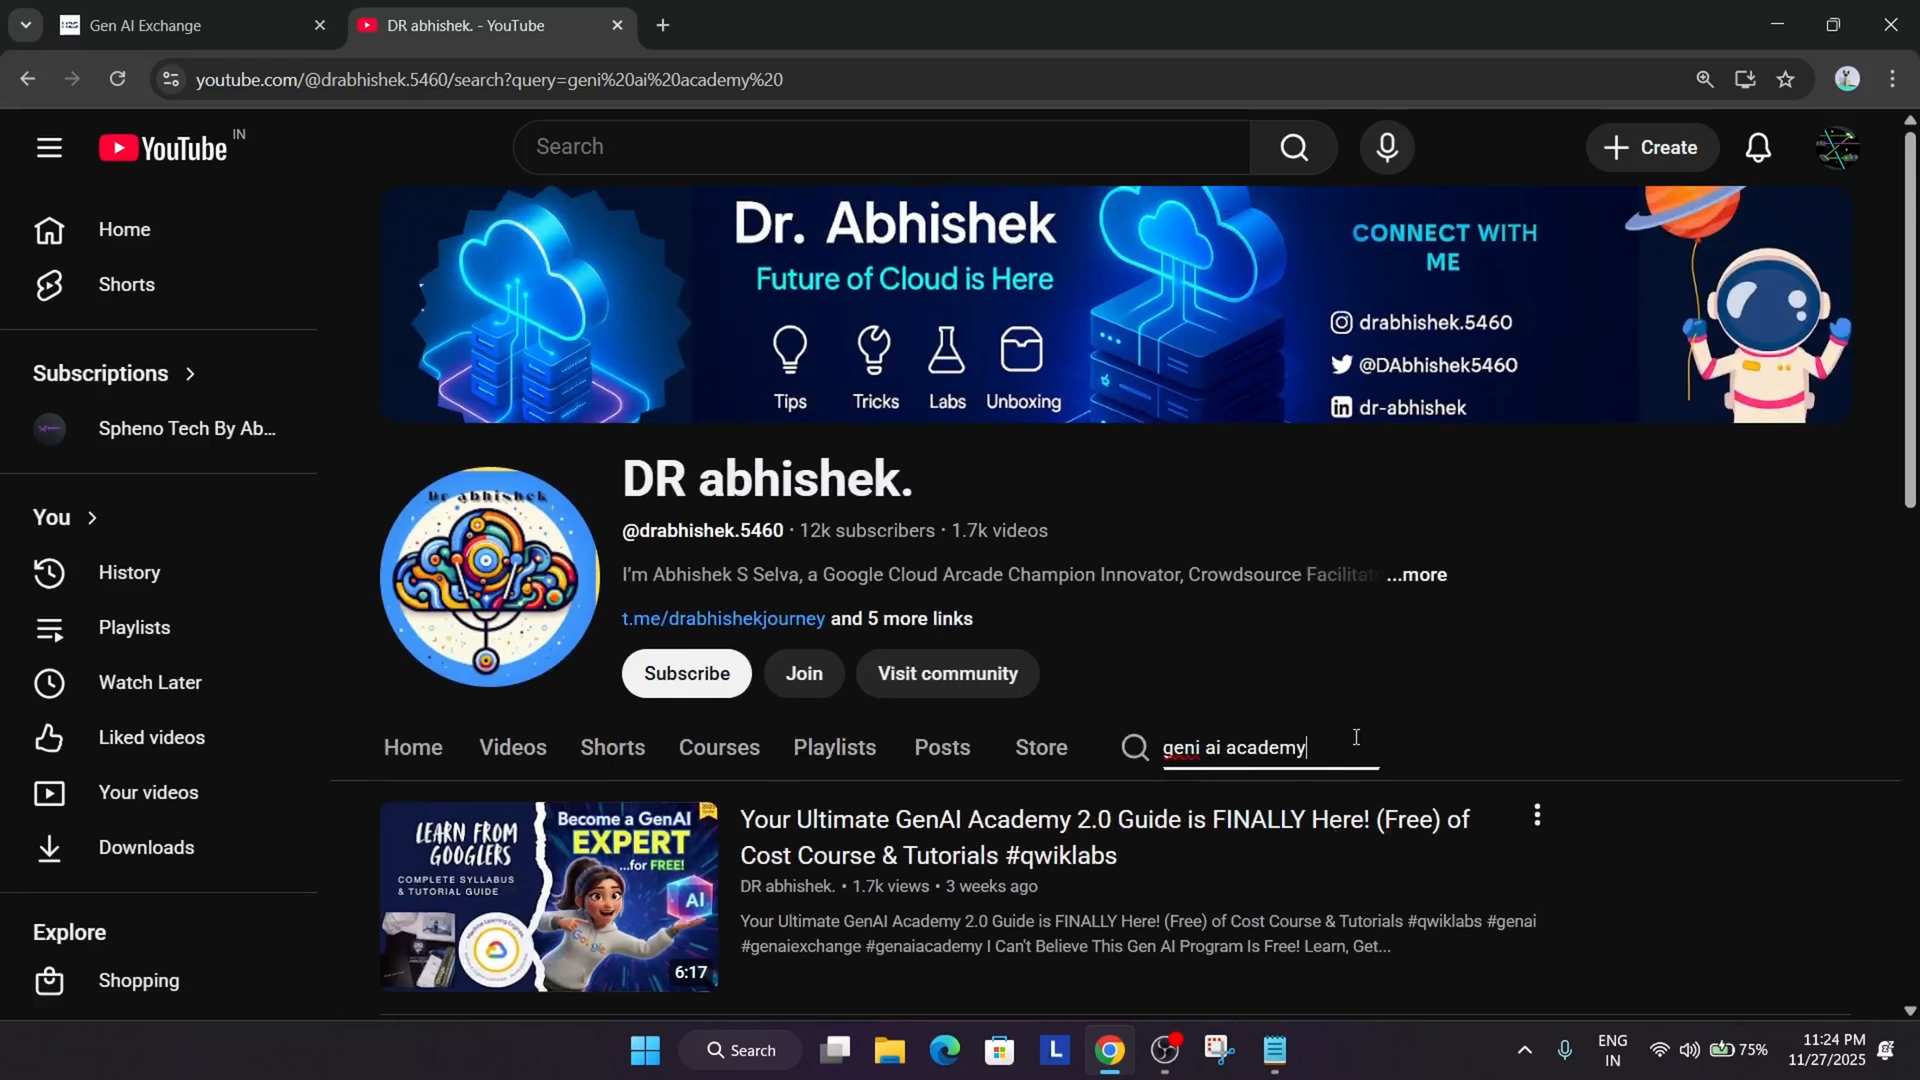 Gen AI Exchange
DR abhishek. - YouTube
youtube.com/@drabhishek.5460/search?query=geni%20ai%20academy%20
YouTube IN
Search
Create
Home
Shorts
Subscriptions
Spheno Tech By Ab...
You
History
Playlists
Watch Later
Liked videos
Your videos
Downloads
Explore
Shopping
Dr. Abhishek
Future of Cloud is Here
Tips
Tricks
Labs
Unboxing
CONNECT WITH
ME
drabhishek.5460
@DAbhishek5460
dr-abhishek
Dr abhishek
DR abhishek.
@drabhishek.5460 · 12k subscribers · 1.7k videos
I'm Abhishek S Selva, a Google Cloud Arcade Champion Innovator, Crowdsource Facilitat ...more
t.me/drabhishekjourney and 5 more links
Subscribe
Join
Visit community
Home
Videos
Shorts
Courses
Playlists
Posts
Store
geni ai academy
LEARN FROM
GOOGLERS
COMPLETE SYLLABUS
& TUTORIAL GUIDE
Become a GenAI
EXPERT
...for FREE!
AI
Google
6:17
Your Ultimate GenAI Academy 2.0 Guide is FINALLY Here! (Free) of
Cost Course & Tutorials #qwiklabs
DR abhishek. • 1.7k views • 3 weeks ago
Your Ultimate GenAI Academy 2.0 Guide is FINALLY Here! (Free) of Cost Course & Tutorials #qwiklabs #genai
#genaiexchange #genaiacademy I Can't Believe This Gen AI Program Is Free! Learn, Get...
Search
L
ENG
IN
75%
11:24 PM
11/27/2025